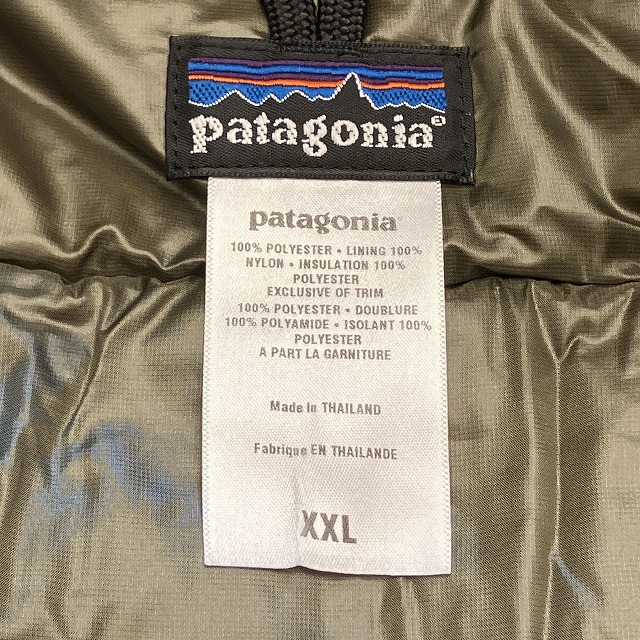 patagonia®
patagonia®
100% POLYESTER • LINING 100%
NYLON • INSULATION 100%
POLYESTER
EXCLUSIVE OF TRIM
100% POLYESTER • DOUBLURE
100% POLYAMIDE • ISOLANT 100%
POLYESTER
À PART LA GARNITURE
Made in THAILAND
Fabrique EN THAILANDE
XXL